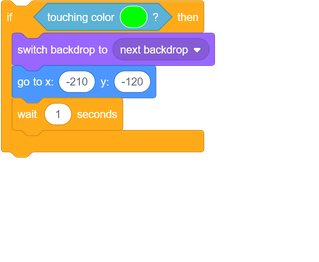 if touching color ? then
switch backdrop to next backdrop
go to x: -210 y: -120
wait 1 seconds